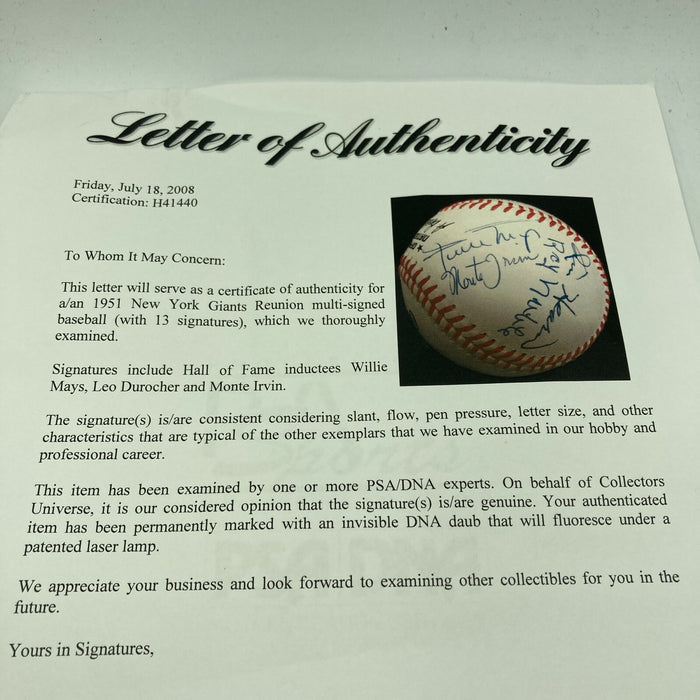 Letter of Authenticity
Friday, July 18, 2008
Certification: H41440
To Whom It May Concern:
This letter will serve as a certificate of authenticity for
a/an 1951 New York Giants Reunion multi-signed
baseball (with 13 signatures), which we thoroughly
examined.
Signatures include Hall of Fame inductees Willie
Mays, Leo Durocher and Monte Irvin.
Willie Mays
Monte Irvin
Jim Hearn
The signature(s) is/are consistent considering slant, flow, pen pressure, letter size, and other
characteristics that are typical of the other exemplars that we have examined in our hobby and
professional career.
This item has been examined by one or more PSA/DNA experts. On behalf of Collectors
Universe, it is our considered opinion that the signature(s) is/are genuine. Your authenticated
item has been permanently marked with an invisible DNA daub that will fluoresce under a
patented laser lamp.
We appreciate your business and look forward to examining other collectibles for you in the
future.
Yours in Signatures,